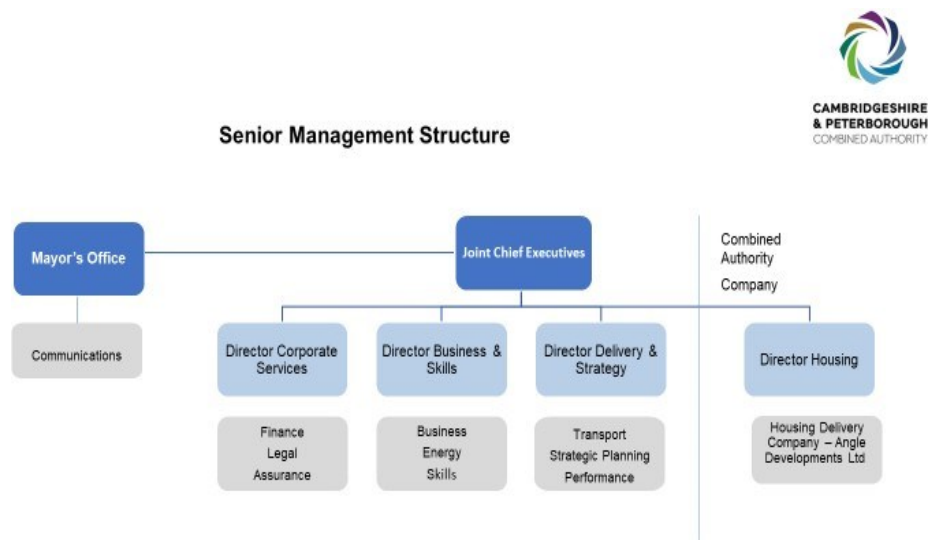 CAMBRIDGESHIRE
& PETERBOROUGH
COMBINED AUTHORITY
Senior Management Structure
Mayor's Office
Joint Chief Executives
Combined
Authority
Company
Communications
Director Corporate
Services
Director Business &
Skills
Director Delivery &
Strategy
Director Housing
Finance
Legal
Assurance
Business
Energy
Skills
Transport
Strategic Planning
Performance
Housing Delivery
Company – Angle
Developments Ltd